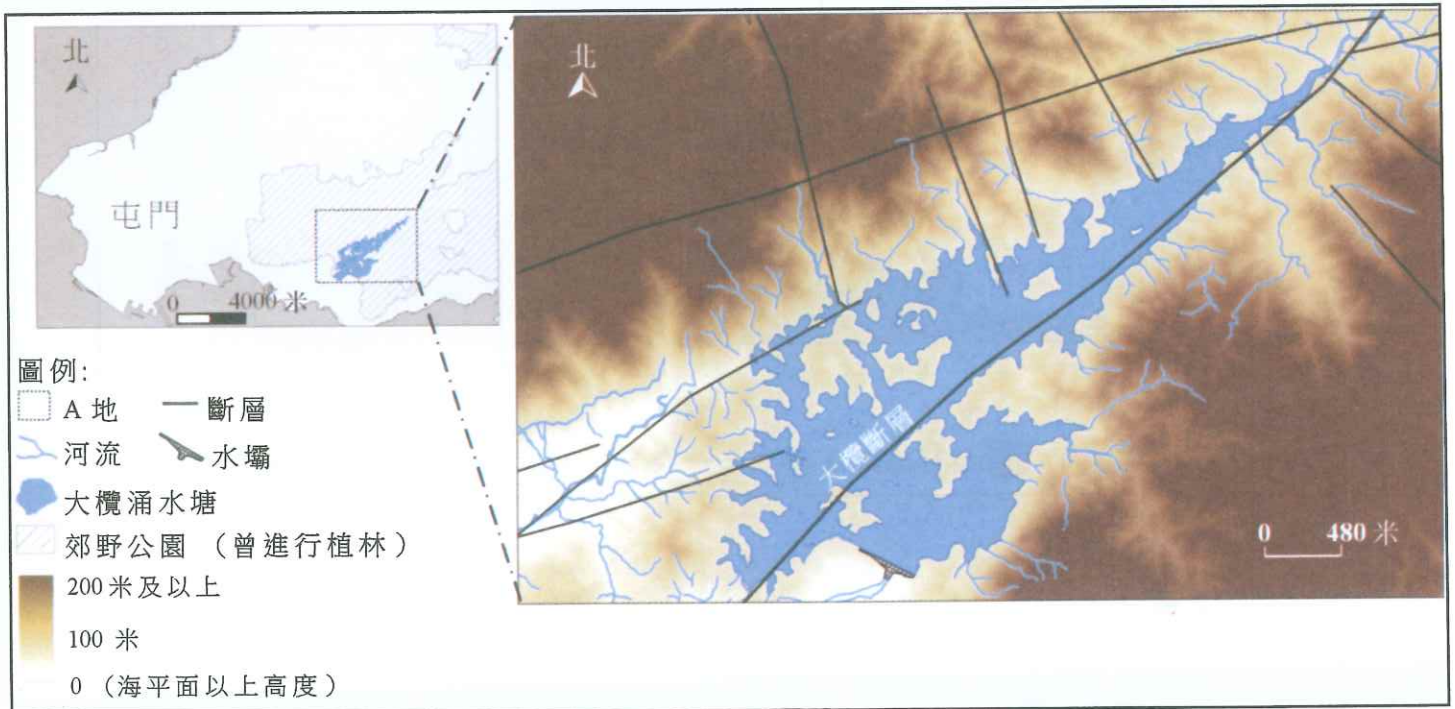 北
屯門
0 4000 米
圖例:
A 地 斷層
河流 水壩
大欖涌水塘
郊野公園 （曾進行植林）
200 米及以上
100 米
0 （海平面以上高度）
北
大欖斷層
0 480 米